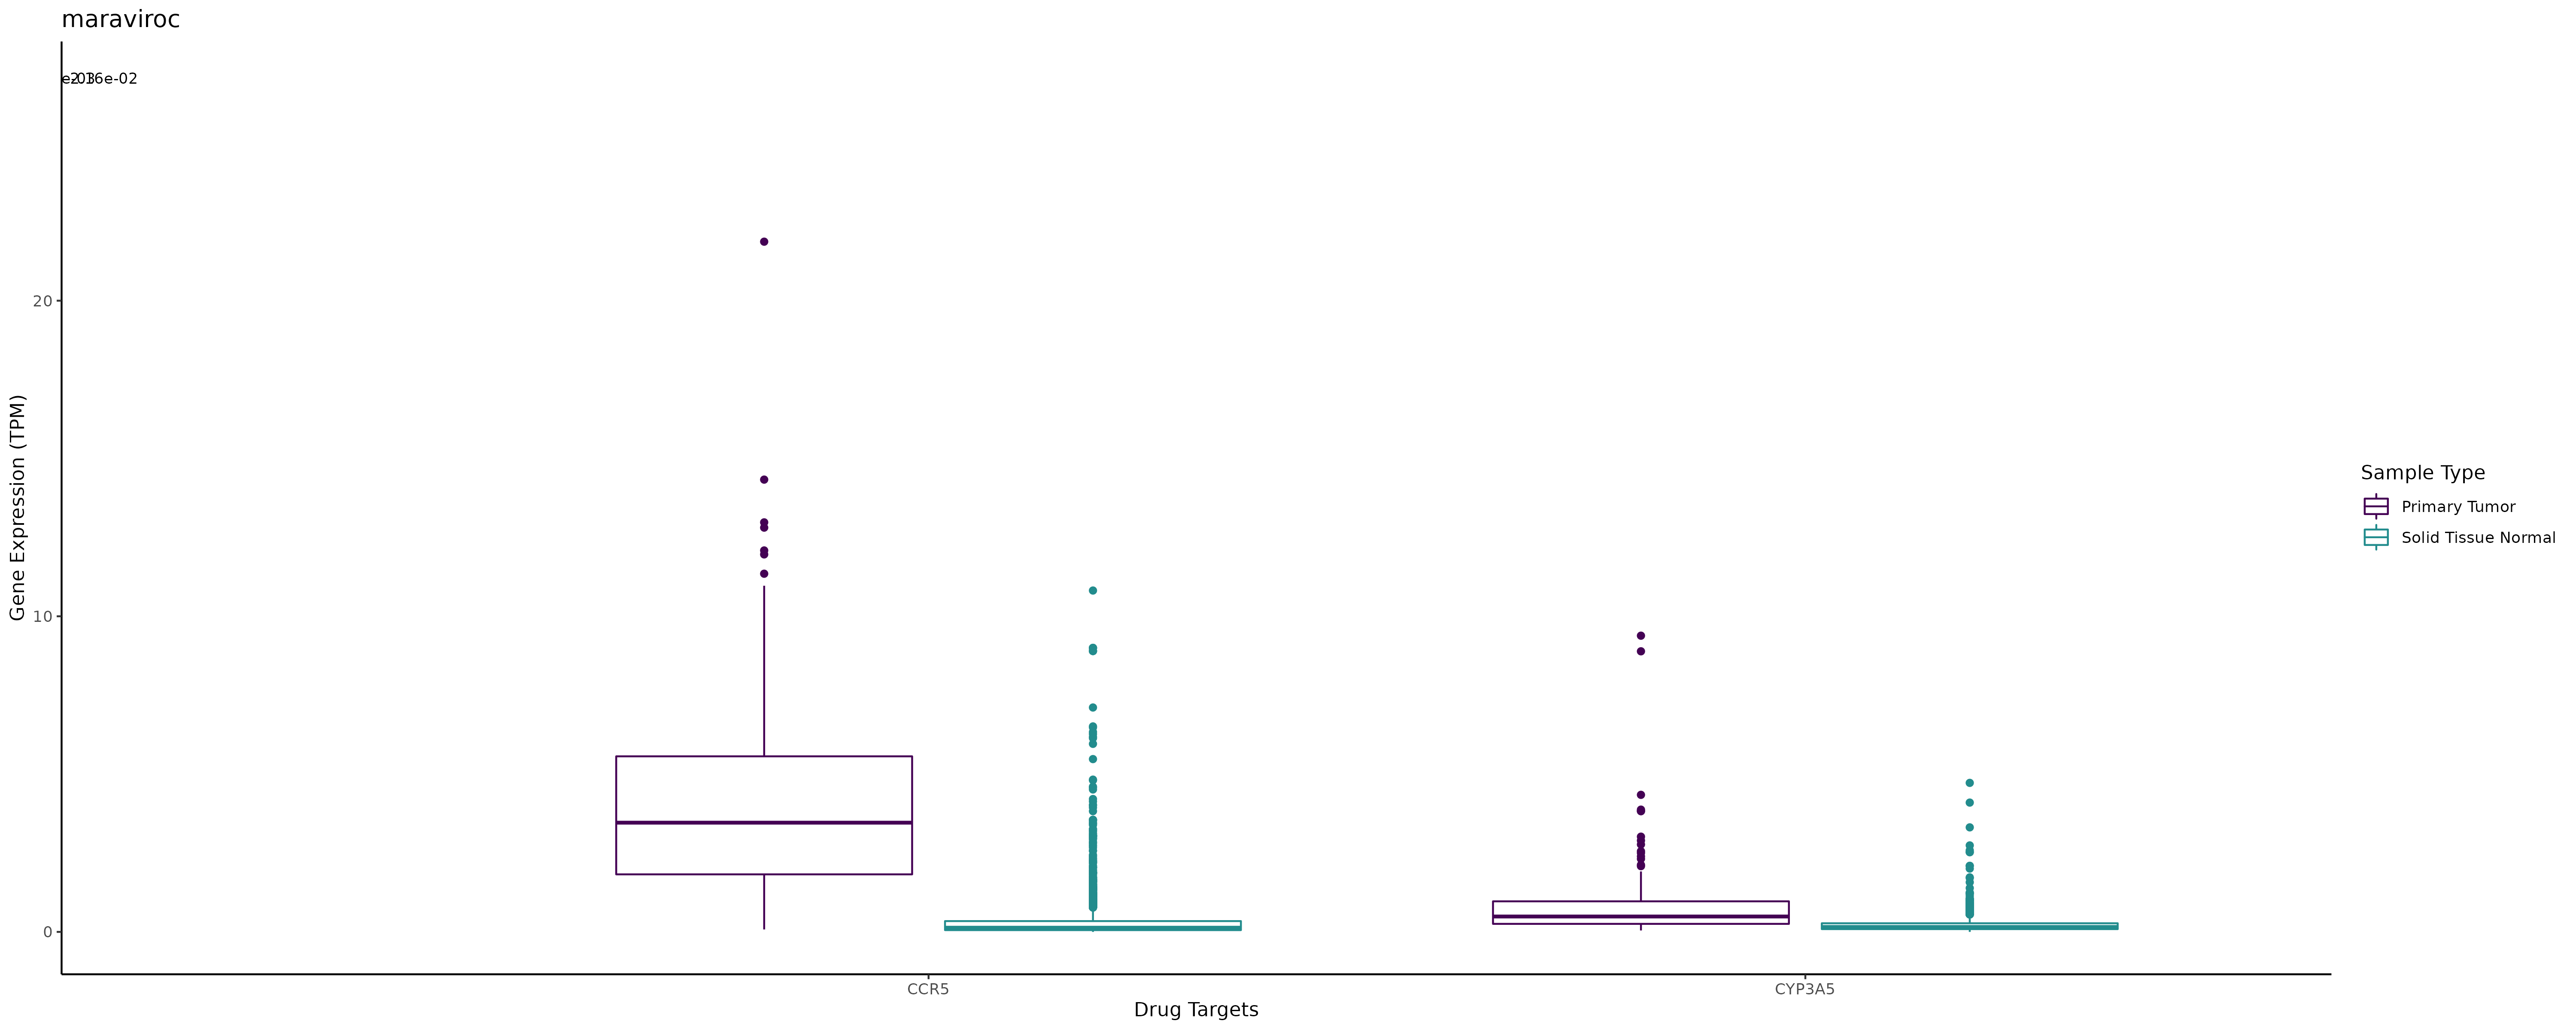 maraviroc
20
10
0
Gene Expression (TPM)
CCR5
CYP3A5
Drug Targets
Sample Type
Primary Tumor
Solid Tissue Normal